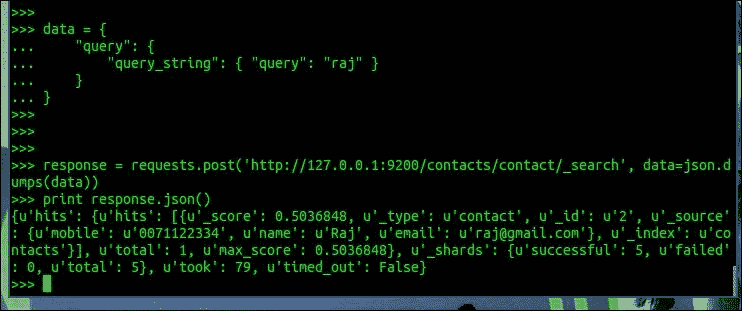 >>>
>>> data = {
...     "query": {
...         "query_string": { "query": "raj" }
...     }
... }
>>>
>>>
>>>
>>> response = requests.post('http://127.0.0.1:9200/contacts/contact/_search', data=json.d
umps(data))
>>> print response.json()
{u'hits': {u'hits': [{u'_score': 0.5036848, u'_type': u'contact', u'_id': u'2', u'_source'
: {u'mobile': u'0071122334', u'name': u'Raj', u'email': u'raj@gmail.com'}, u'_index': u'co
ntacts'}], u'total': 1, u'max_score': 0.5036848}, u'_shards': {u'successful': 5, u'failed'
: 0, u'total': 5}, u'took': 79, u'timed_out': False}
>>>